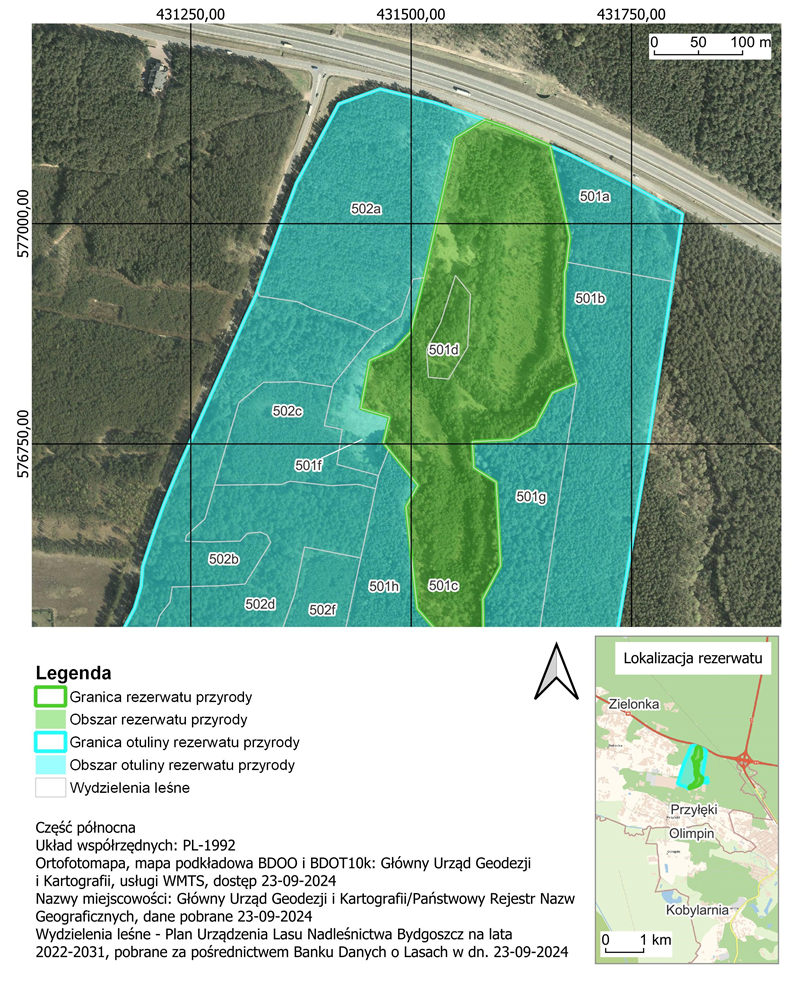 431250,00 431500,00 431750,00
0 50 100 m
577000,00
576750,00
502a
501a
501b
501d
502c
501f
501g
502b
501h
501c
502d
502f
Legenda
Granica rezerwatu przyrody
Obszar rezerwatu przyrody
Granica otuliny rezerwatu przyrody
Obszar otuliny rezerwatu przyrody
Wydzielenia leśne
Część północna
Układ współrzędnych: PL-1992
Ortofotomapa, mapa podkładowa BDOO i BDOT10k: Główny Urząd Geodezji
i Kartografii, usługi WMTS, dostęp 23-09-2024
Nazwy miejscowości: Główny Urząd Geodezji i Kartografii/Państwowy Rejestr Nazw
Geograficznych, dane pobrane 23-09-2024
Wydzielenia leśne - Plan Urządzenia Lasu Nadleśnictwa Bydgoszcz na lata
2022-2031, pobrane za pośrednictwem Banku Danych o Lasach w dn. 23-09-2024
Lokalizacja rezerwatu
Zielonka
Przyłęki
Olimpin
Kobylarnia
0 1 km